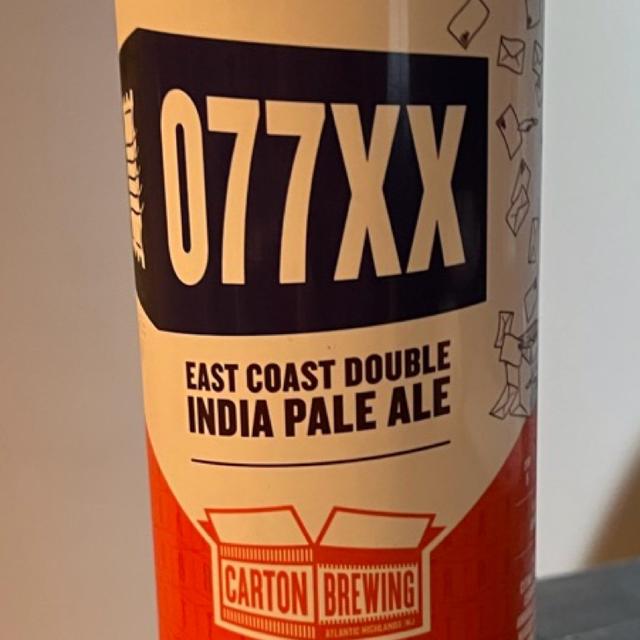 077XX
EAST COAST DOUBLE
INDIA PALE ALE
CARTON BREWING
ATLANTIC HIGHLANDS NJ